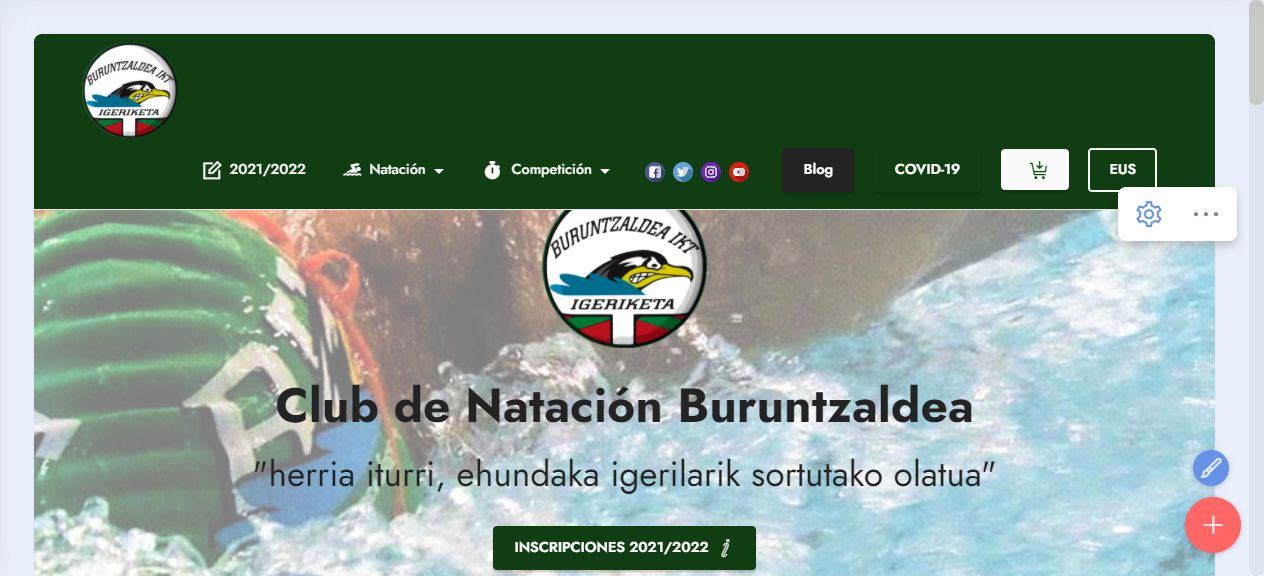 BURUNTZALDEA IKT
IGERIKETA
2021/2022 Natación Competición Blog COVID-19 EUS
BURUNTZALDEA IKT
IGERIKETA
Club de Natación Buruntzaldea
"herria iturri, ehundaka igerilarik sortutako olatua"
INSCRIPCIONES 2021/2022 i